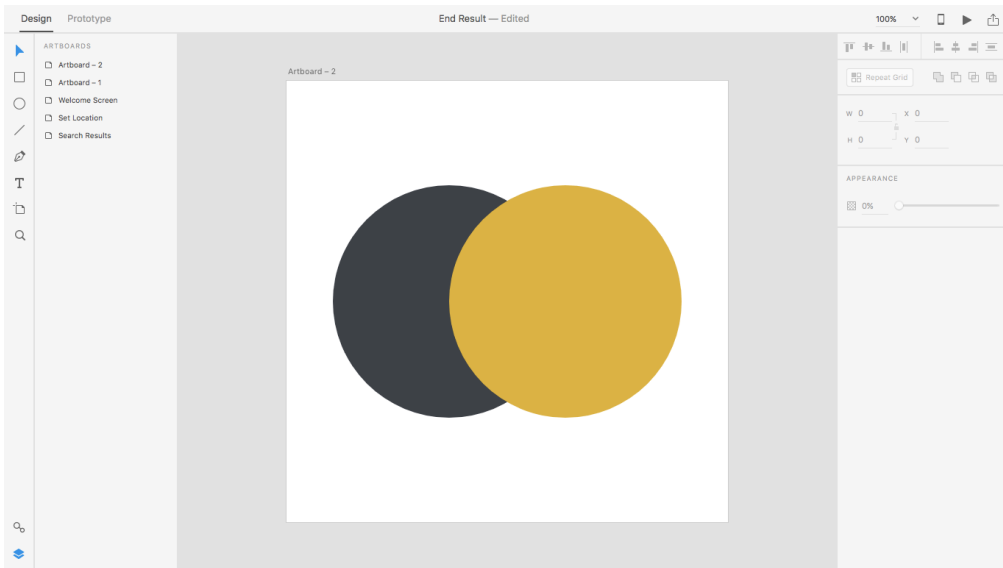 Design Prototype End Result — Edited 100%
ARTBOARDS
Artboard – 2
Artboard – 1
Welcome Screen
Set Location
Search Results
T
Artboard – 2
Repeat Grid
W 0 X 0
H 0 Y 0
APPEARANCE
0%